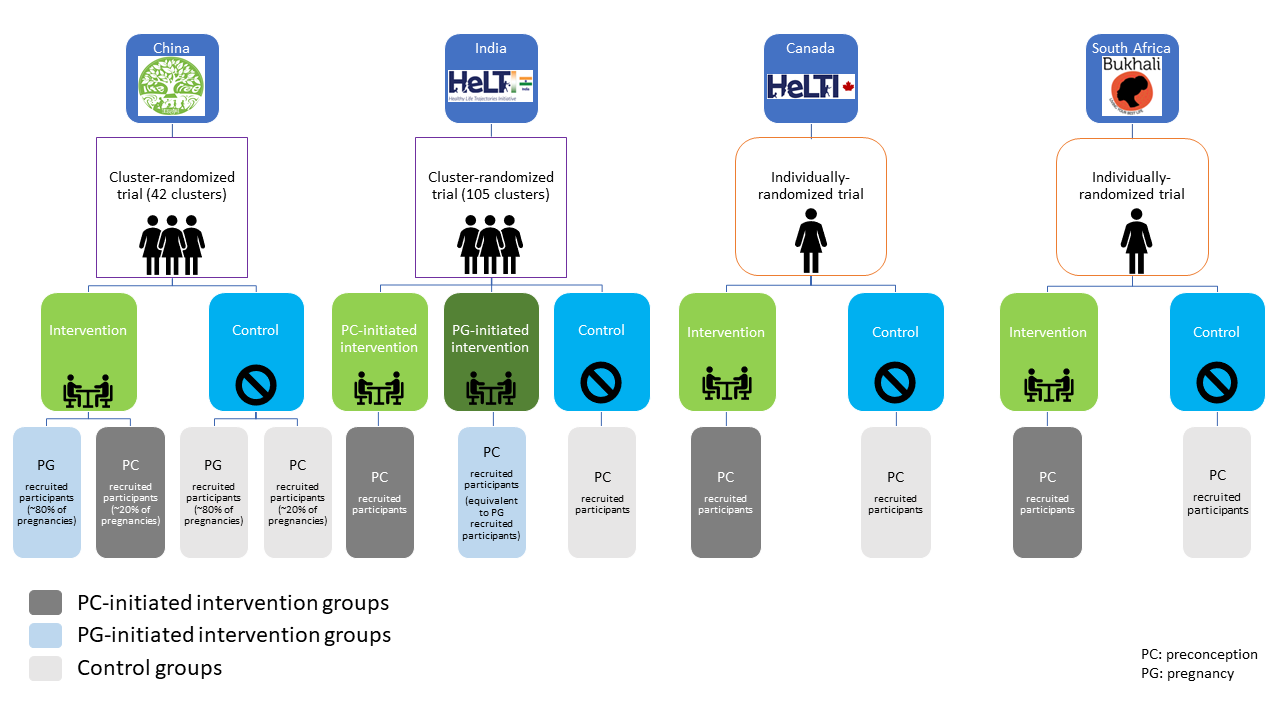 China
India
HeLTI
India
Healthy Life Trajectories Initiative
Canada
HeLTI
South Africa
Bukhali
Cluster-randomized
trial (42 clusters)
Cluster-randomized
trial (105 clusters)
Individually-
randomized trial
Individually-
randomized trial
Intervention
Control
PC-initiated
intervention
PG-initiated
intervention
Control
Intervention
Control
Intervention
Control
PG
recruited
participants
(~80% of
pregnancies)
PC
recruited
participants
(~20% of
pregnancies)
PG
recruited
participants
(~80% of
pregnancies)
PC
recruited
participants
(~20% of
pregnancies)
PC
recruited
participants
PC
recruited
participants
(equivalent
to PG
recruited
participants)
PC
recruited
participants
PC
recruited
participants
PC
recruited
participants
PC
recruited
participants
PC
recruited
participants
PC-initiated intervention groups
PG-initiated intervention groups
Control groups
PC: preconception
PG: pregnancy